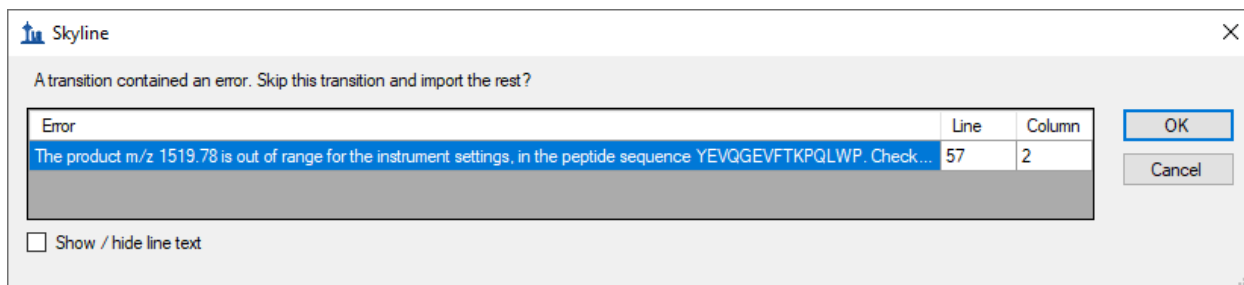 Skyline
A transition contained an error. Skip this transition and import the rest?
Error Line Column
The product m/z 1519.78 is out of range for the instrument settings, in the peptide sequence YEVQGEVFTKPQLWP. Check... 57 2
OK
Cancel
Show / hide line text